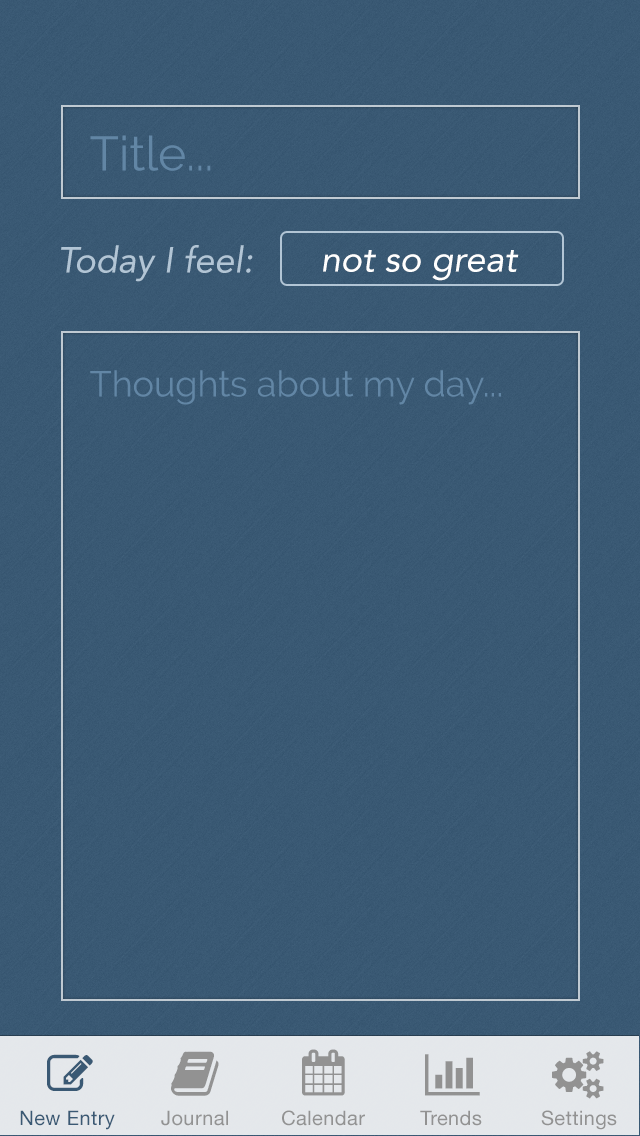 Title...
Today I feel: not so great
Thoughts about my day...
New Entry Journal Calendar Trends Settings